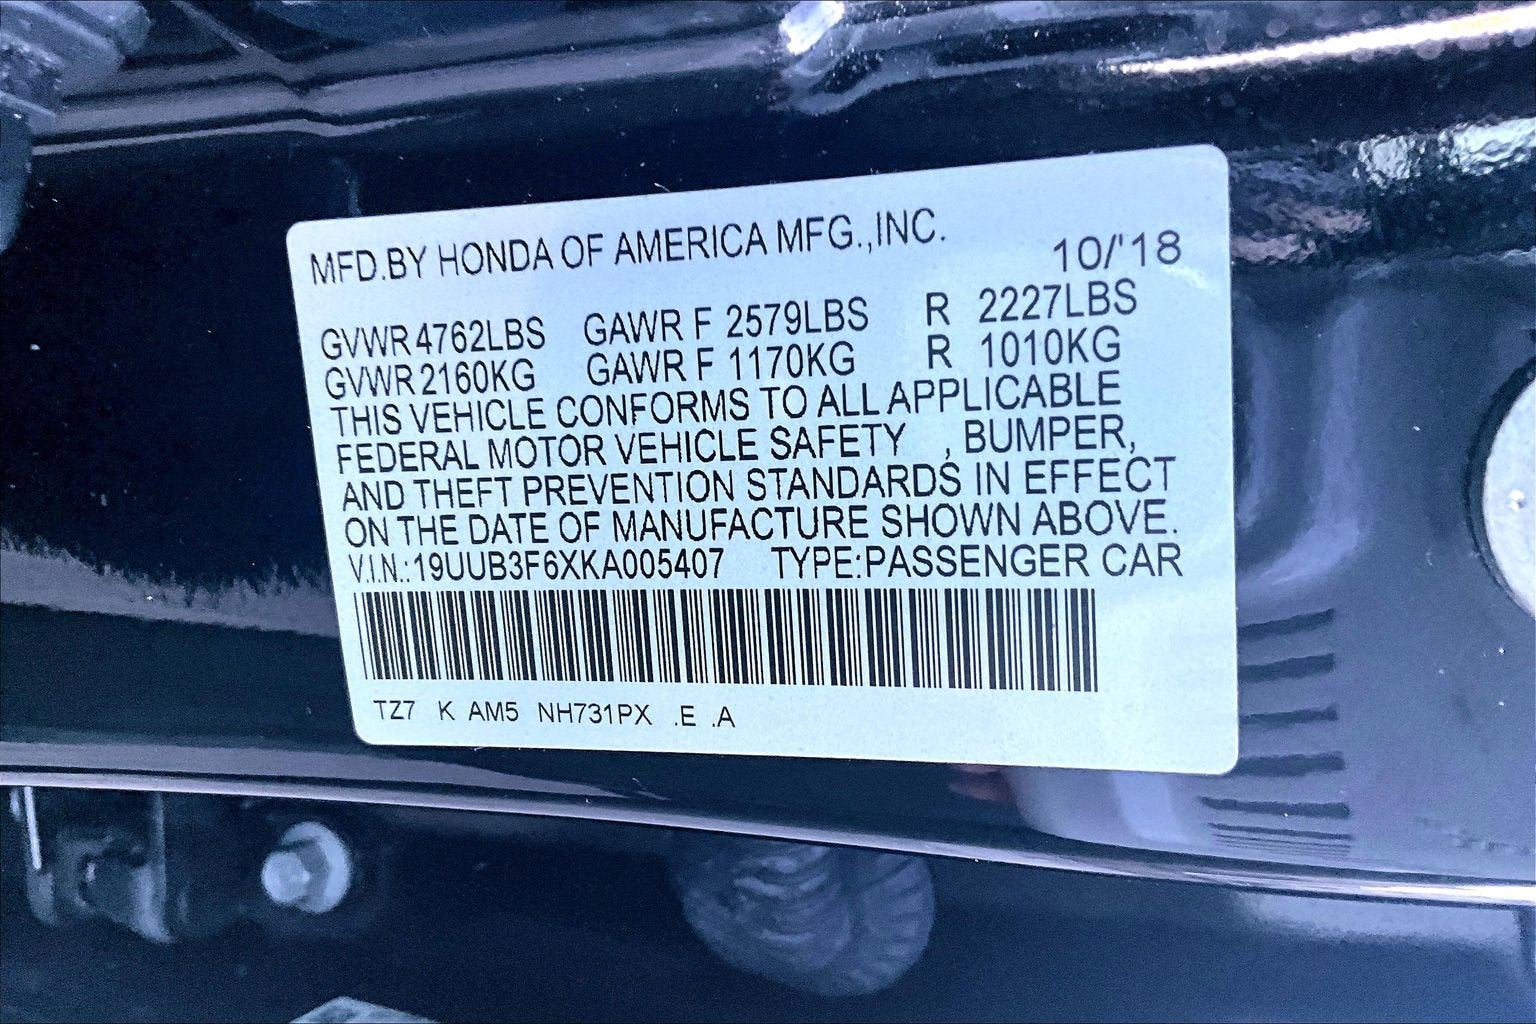 MFD.BY HONDA OF AMERICA MFG.,INC. 10/'18
GVWR 4762LBS GAWR F 2579LBS R 2227LBS
GVWR 2160KG GAWR F 1170KG R 1010KG
THIS VEHICLE CONFORMS TO ALL APPLICABLE
FEDERAL MOTOR VEHICLE SAFETY , BUMPER,
AND THEFT PREVENTION STANDARDS IN EFFECT
ON THE DATE OF MANUFACTURE SHOWN ABOVE.
V.I.N.:19UUB3F6XKA005407 TYPE:PASSENGER CAR
TZ7 K AM5 NH731PX .E .A